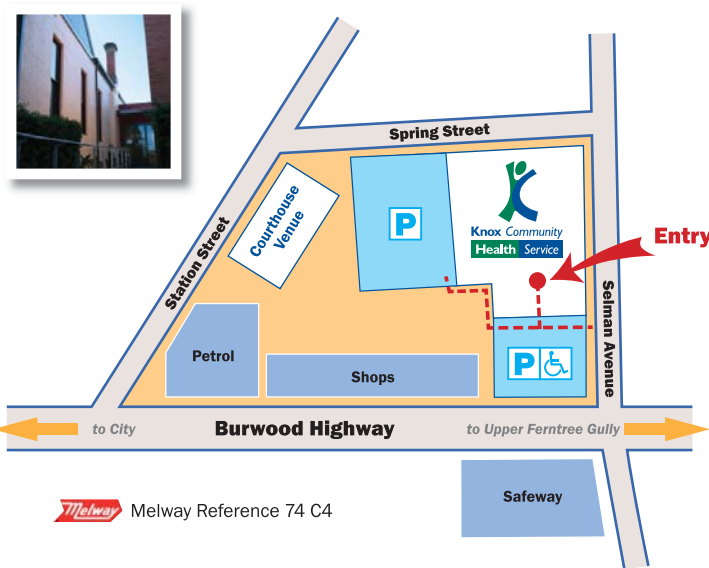 Spring Street
Knox Community
Health Service
P
Courthouse
Venue
Entry
Station Street
Selman Avenue
Petrol
Shops
P
to City
Burwood Highway
to Upper Ferntree Gully
Safeway
Melway Melway Reference 74 C4